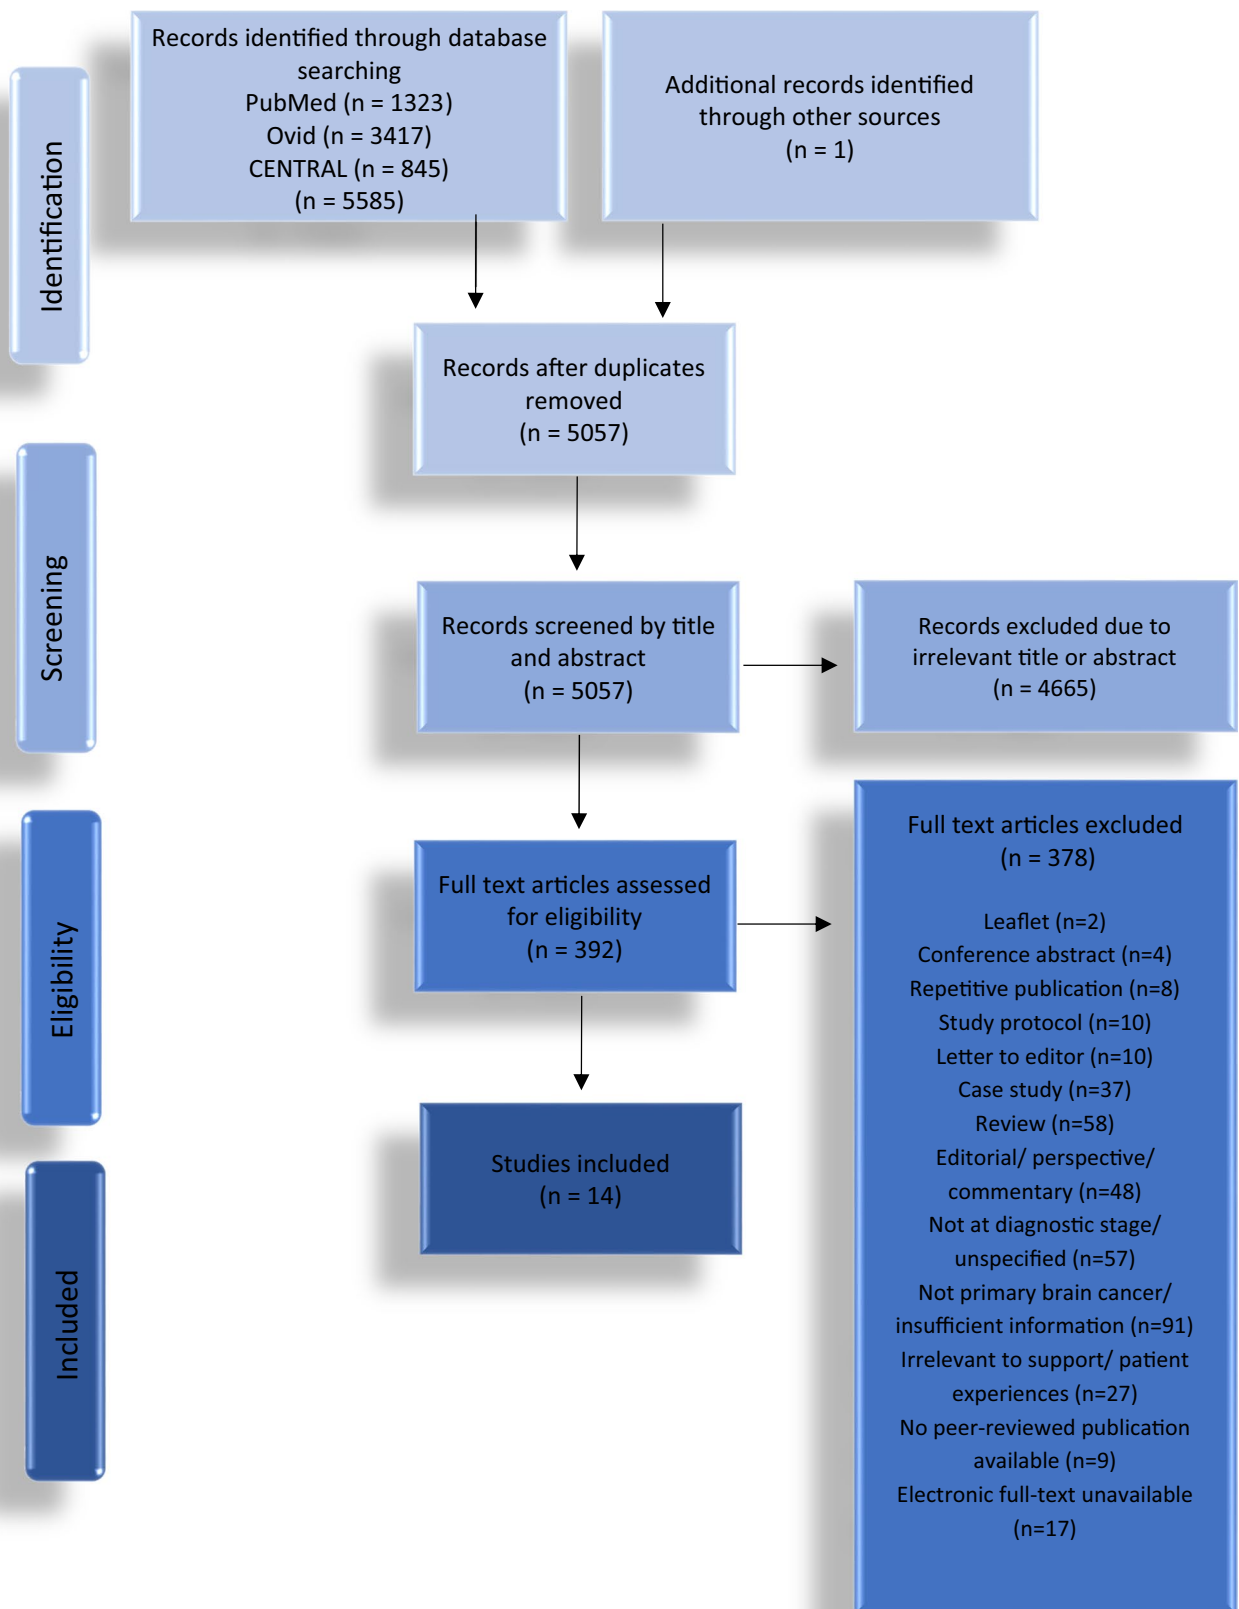 Identification
Records identified through database
searching
PubMed (n = 1323)
Ovid (n = 3417)
CENTRAL (n = 845)
(n = 5585)
Additional records identified
through other sources
(n = 1)
Records after duplicates
removed
(n = 5057)
Screening
Records screened by title
and abstract
(n = 5057)
Records excluded due to
irrelevant title or abstract
(n = 4665)
Eligibility
Full text articles assessed
for eligibility
(n = 392)
Full text articles excluded
(n = 378)
Leaflet (n=2)
Conference abstract (n=4)
Repetitive publication (n=8)
Study protocol (n=10)
Letter to editor (n=10)
Case study (n=37)
Review (n=58)
Editorial/ perspective/
commentary (n=48)
Not at diagnostic stage/
unspecified (n=57)
Not primary brain cancer/
insufficient information (n=91)
Irrelevant to support/ patient
experiences (n=27)
No peer-reviewed publication
available (n=9)
Electronic full-text unavailable
(n=17)
Included
Studies included
(n = 14)